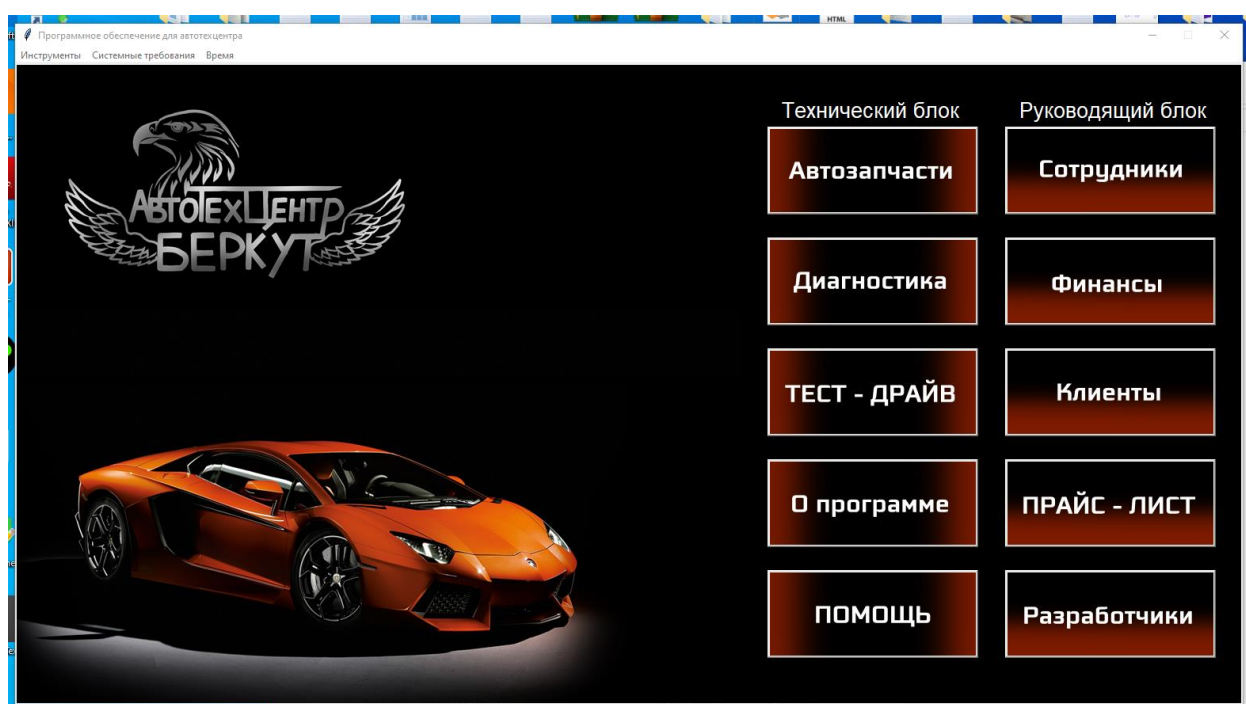 HTML
Программное обеспечение для автотехцентра
Инструменты Системные требования Время
АвтоТехЦентр
БЕРКУТ
Технический блок
Руководящий блок
Автозапчасти
Сотрудники
Диагностика
Финансы
ТЕСТ - ДРАЙВ
Клиенты
О программе
ПРАЙС - ЛИСТ
ПОМОЩЬ
Разработчики